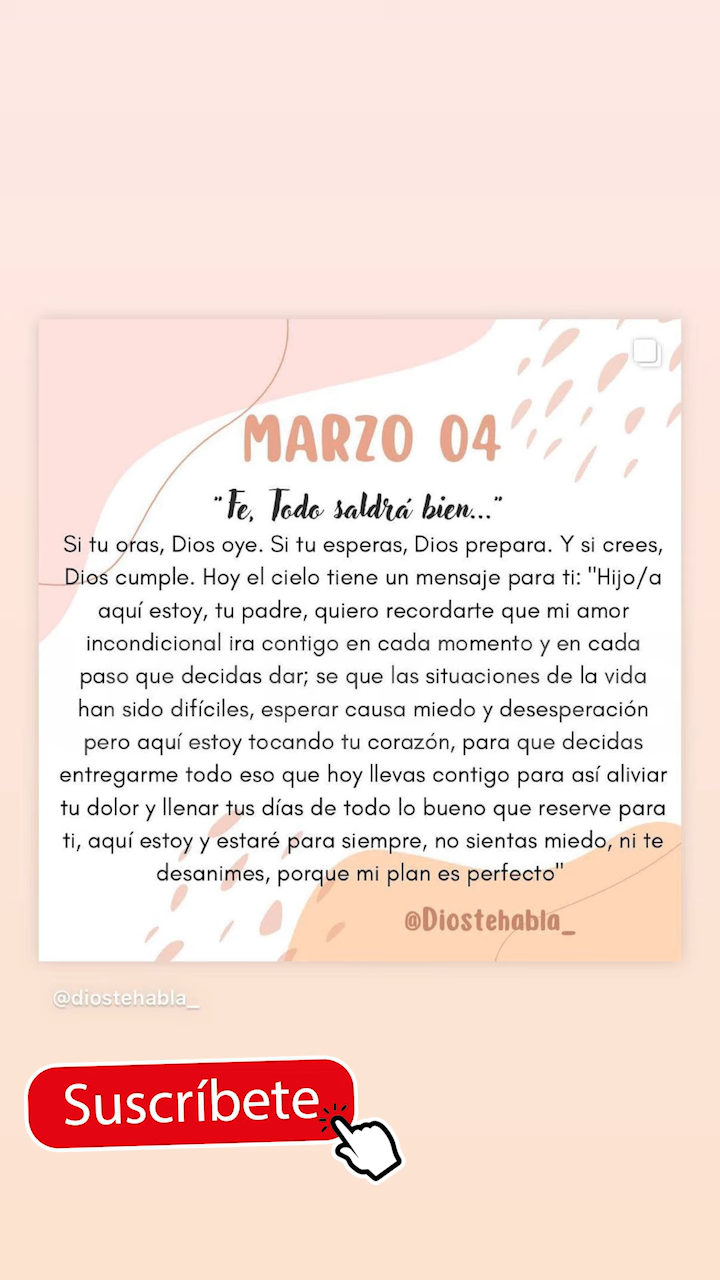 MARZO 04
"Fe, Todo saldrá bien..."
Si tu oras, Dios oye. Si tu esperas, Dios prepara. Y si crees,
Dios cumple. Hoy el cielo tiene un mensaje para ti: "Hijo/a
aquí estoy, tu padre, quiero recordarte que mi amor
incondicional ira contigo en cada momento y en cada
paso que decidas dar; se que las situaciones de la vida
han sido difíciles, esperar causa miedo y desesperación
pero aquí estoy tocando tu corazón, para que decidas
entregarme todo eso que hoy llevas contigo para así aliviar
tu dolor y llenar tus días de todo lo bueno que reserve para
ti, aquí estoy y estaré para siempre, no sientas miedo, ni te
desanimes, porque mi plan es perfecto"
@Diostehabla_
@diostehabla_
Suscríbete